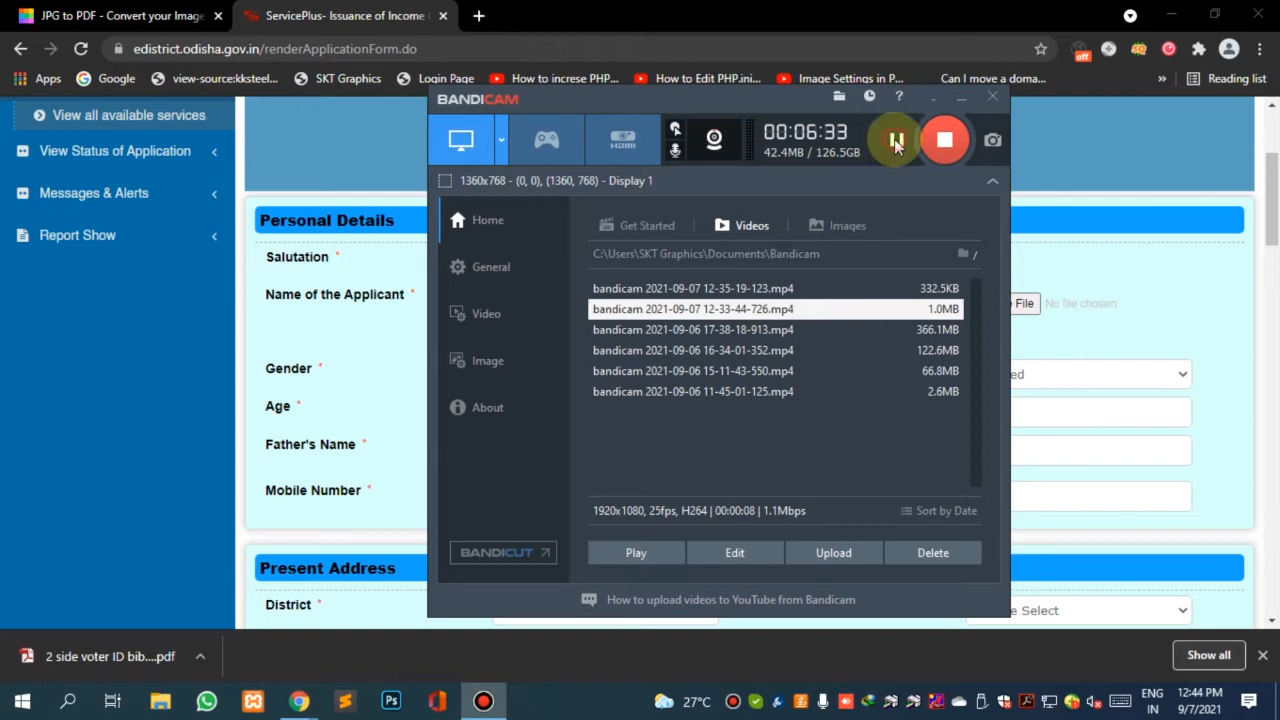 JPG to PDF - Convert your Image
ServicePlus- Issuance of Income
edistrict.odisha.gov.in/renderApplicationForm.do
off
Apps
Google
view-source:kksteel...
SKT Graphics
Login Page
How to increse PHP...
How to Edit PHP.ini...
Image Settings in P...
Can I move a doma...
»
Reading list
View all available services
View Status of Application
Messages & Alerts
Report Show
BANDICAM
?
HDMI
00:06:33
42.4MB / 126.5GB
1360x768 - (0, 0), (1360, 768) - Display 1
Home
General
Video
Image
About
BANDICUT
Get Started
Videos
Images
C:\Users\SKT Graphics\Documents\Bandicam
/
bandicam 2021-09-07 12-35-19-123.mp4 332.5KB
bandicam 2021-09-07 12-33-44-726.mp4 1.0MB
bandicam 2021-09-06 17-38-18-913.mp4 366.1MB
bandicam 2021-09-06 16-34-01-352.mp4 122.6MB
bandicam 2021-09-06 15-11-43-550.mp4 66.8MB
bandicam 2021-09-06 11-45-01-125.mp4 2.6MB
1920x1080, 25fps, H264 | 00:00:08 | 1.1Mbps
Sort by Date
Play
Edit
Upload
Delete
How to upload videos to YouTube from Bandicam
Personal Details
Salutation *
Name of the Applicant *
File No file chosen
Gender *
ed
Age *
Father's Name *
Mobile Number *
Present Address
District *
e Select
2 side voter ID bib....pdf
Show all
Ps
27°C
ENG
IN
12:44 PM
9/7/2021